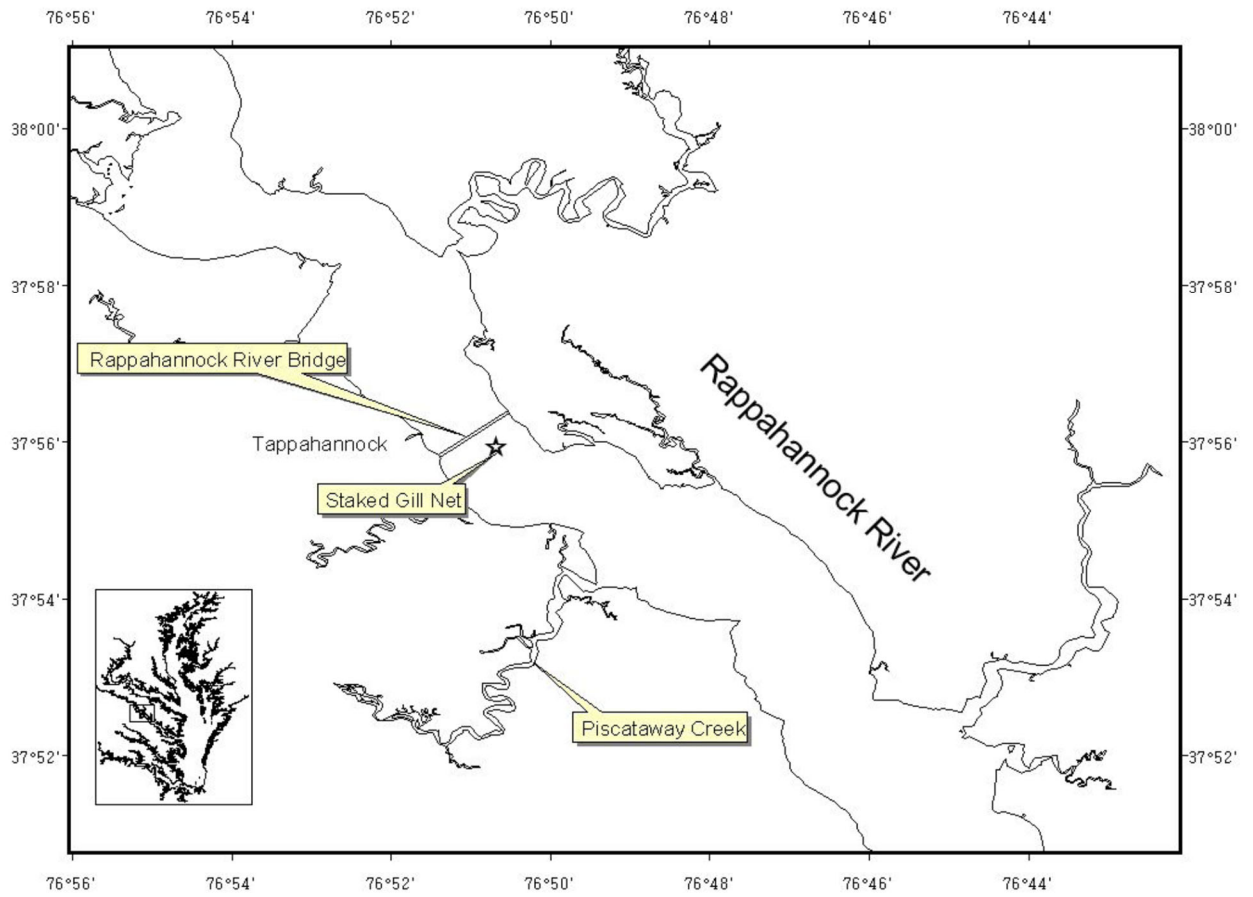 76°56' 76°54' 76°52' 76°50' 76°48' 76°46' 76°44'
38°00' 38°00'
37°58' 37°58'
Rappahannock River Bridge
Rappahannock River
37°56' 37°56'
Tappahannock
Staked Gill Net
37°54' 37°54'
Piscataway Creek
37°52' 37°52'
76°56' 76°54' 76°52' 76°50' 76°48' 76°46' 76°44'